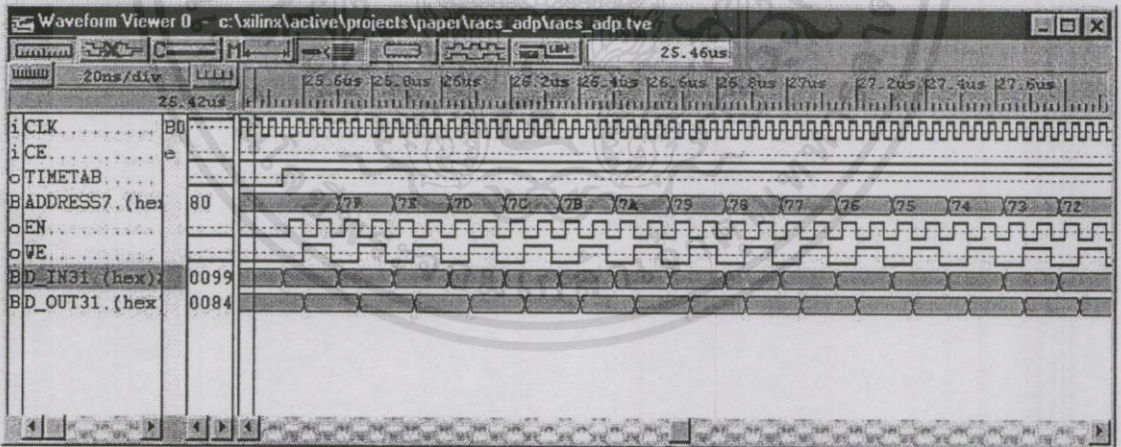 Waveform Viewer 0 - c:\xilinx\active\projects\paper\racs_adp\racs_adp.tve
25.46us
20ns/div
25.6us 25.8us 26us 26.2us 26.4us 26.6us 26.8us 27us 27.2us 27.4us 27.6us
25.42us
i CLK....... B0
i CE....... 
o TIMETAB.....
B ADDRESS7.(hex 80 7F 7E 7D 7C 7B 7A 79 78 77 76 75 74 73 72
o EN.......
o WE.......
B D_IN31.(hex) 0099
B D_OUT31.(hex 0084